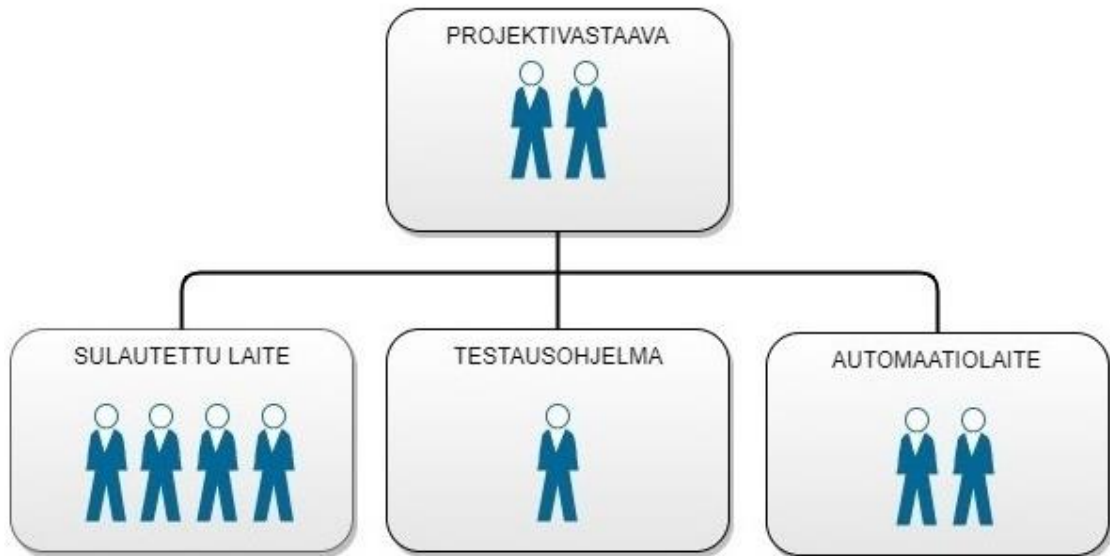 PROJEKTIVASTAAVA
SULAUTETTU LAITE
TESTAUSOHJELMA
AUTOMAATIOLAITE